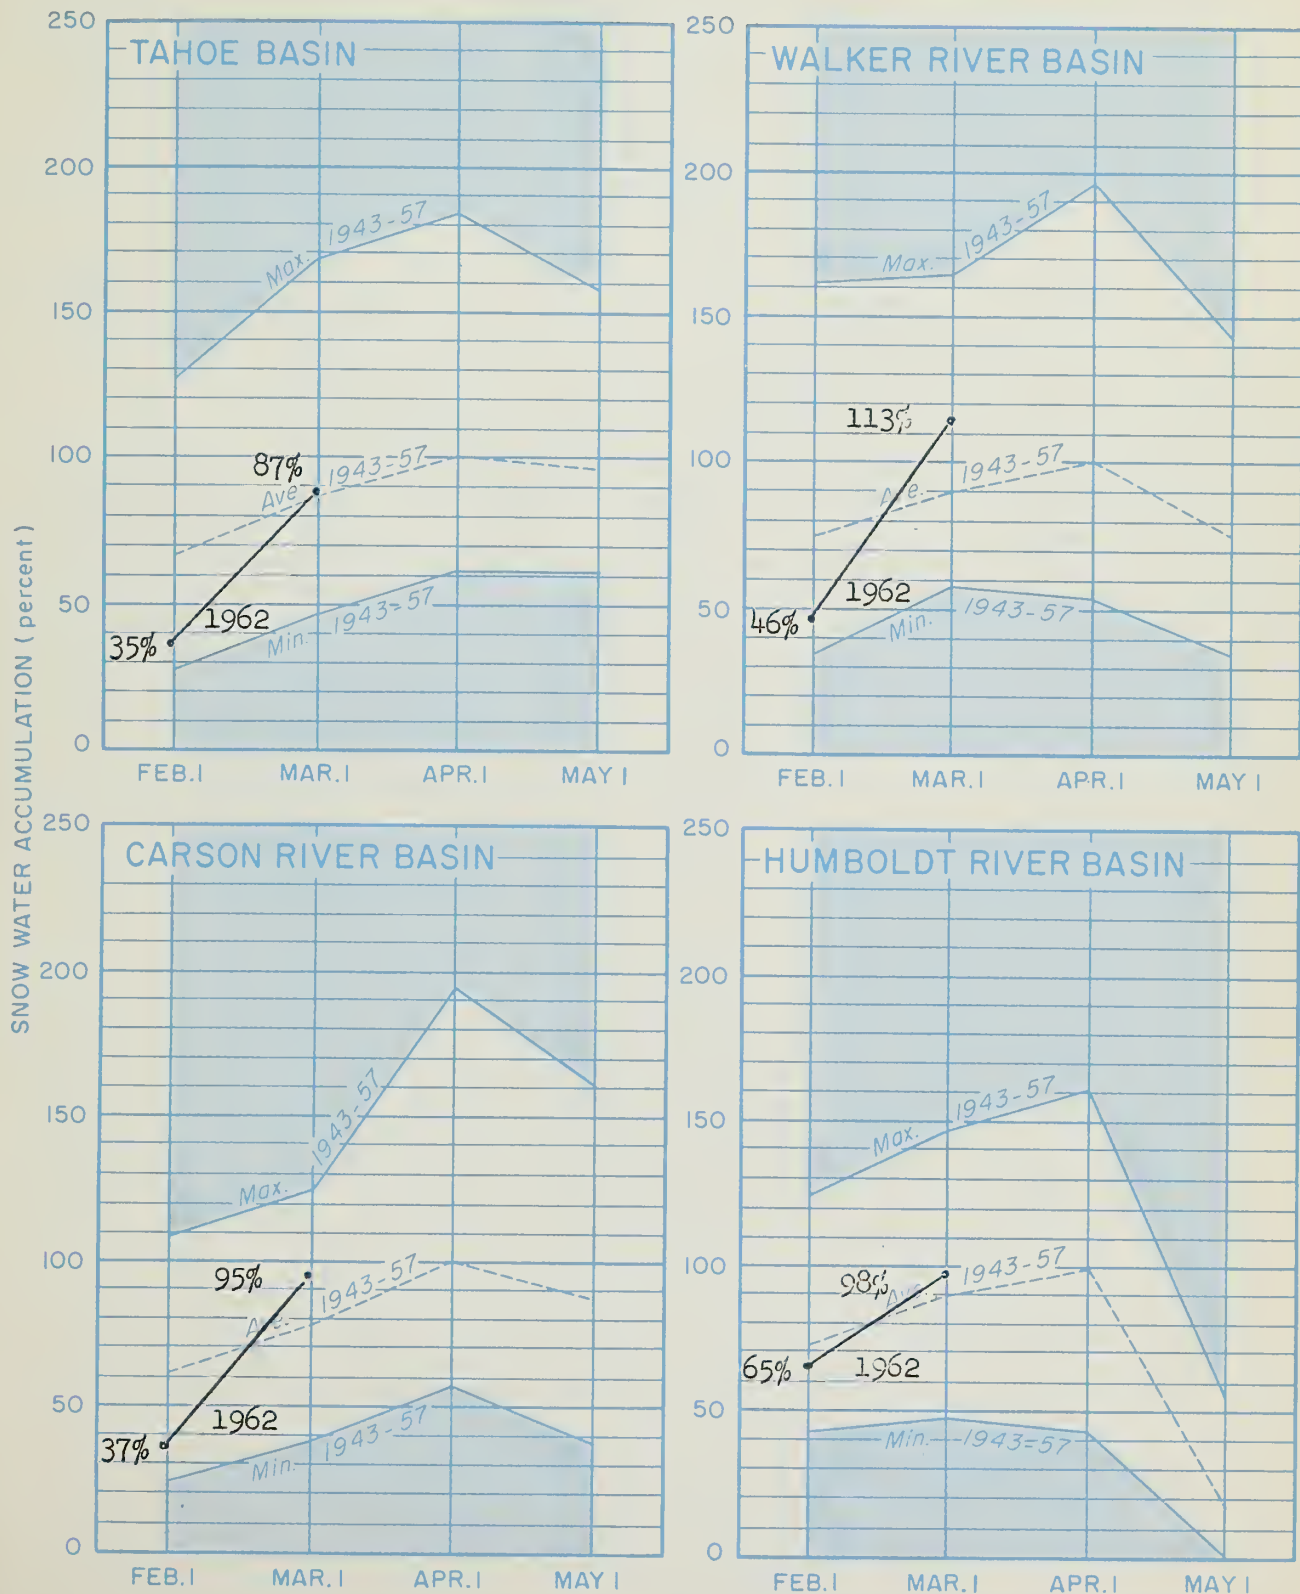 SNOW WATER ACCUMULATION (percent)
TAHOE BASIN
250
200
150
100
50
0
Max. 1943-57
87%
Ave 1943-57
1962
35%
Min. 1943=57
FEB.1 MAR.1 APR.1 MAY 1
WALKER RIVER BASIN
250
200
150
100
50
0
Max. 1943-57
113%
Ave. 1943-57
1962
46%
Min. 1943-57
FEB.1 MAR.1 APR.1 MAY 1
CARSON RIVER BASIN
250
200
150
100
50
0
Max. 1943-57
95%
Ave. 1943-57
1962
37%
Min. 1943-57
FEB.1 MAR.1 APR.1 MAY 1
HUMBOLDT RIVER BASIN
250
200
150
100
50
0
Max. 1943-57
98%
Ave. 1943-57
65%
1962
Min. 1943=57
FEB.1 MAR.1 APR.1 MAY 1